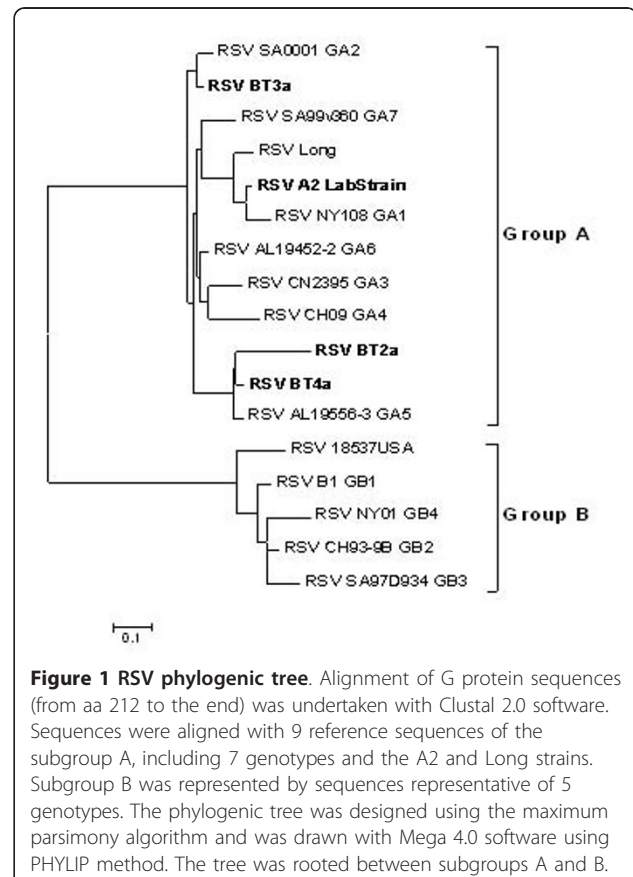 RSV SA0001 GA2
RSV BT3a
RSV SA99v360 GA7
RSV Long
RSV A2 LabStrain
RSV NY108 GA1
Group A
RSV AL19452-2 GA6
RSV CN2395 GA3
RSV CH09 GA4
RSV BT2a
RSV BT4a
RSV AL19556-3 GA5
RSV 18537USA
RSV B1 GB1
RSV NY01 GB4
Group B
RSV CH93-9B GB2
RSV SA97D934 GB3
0.1
Figure 1 RSV phylogenic tree. Alignment of G protein sequences
(from aa 212 to the end) was undertaken with Clustal 2.0 software.
Sequences were aligned with 9 reference sequences of the
subgroup A, including 7 genotypes and the A2 and Long strains.
Subgroup B was represented by sequences representative of 5
genotypes. The phylogenic tree was designed using the maximum
parsimony algorithm and was drawn with Mega 4.0 software using
PHYLIP method. The tree was rooted between subgroups A and B.